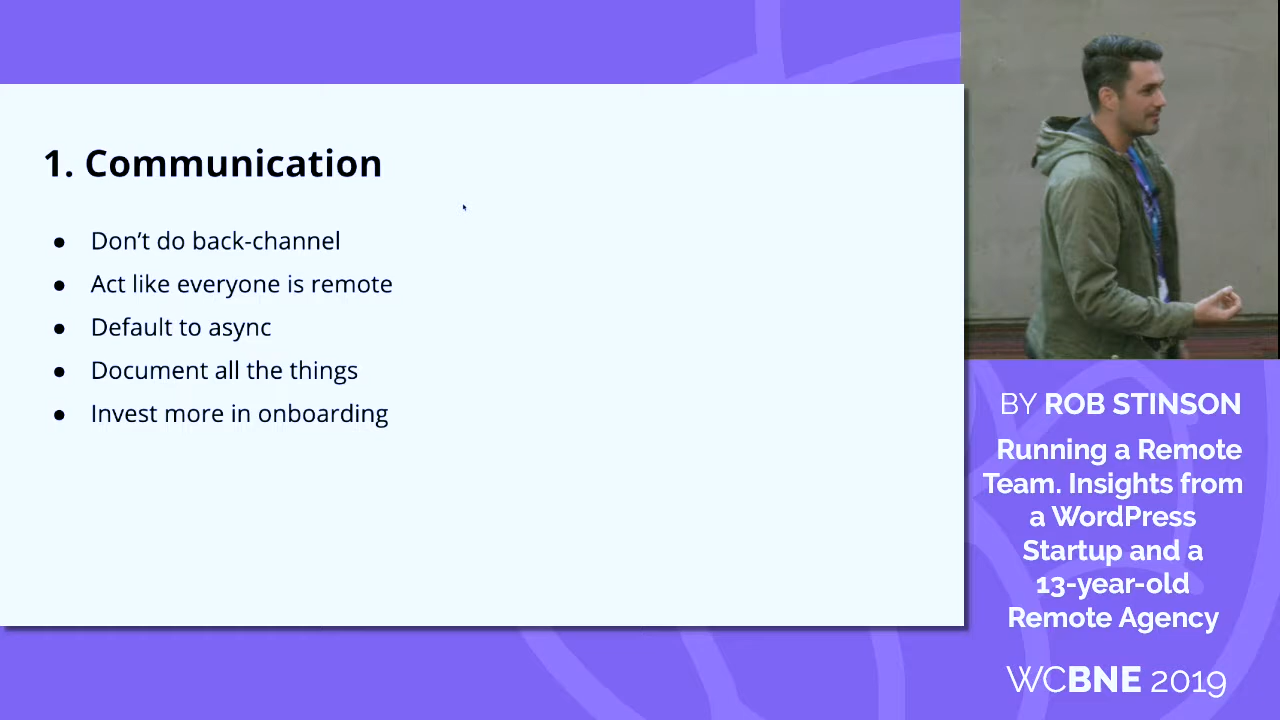 1. Communication
● Don’t do back-channel
● Act like everyone is remote
● Default to async
● Document all the things
● Invest more in onboarding
BY ROB STINSON
Running a Remote
Team. Insights from
a WordPress
Startup and a
13-year-old
Remote Agency
WCBNE 2019